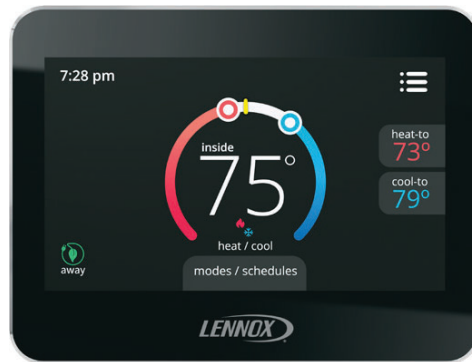 7:28 pm
heat-to
73°
inside
75°
cool-to
79°
heat / cool
away
modes / schedules
LENNOX